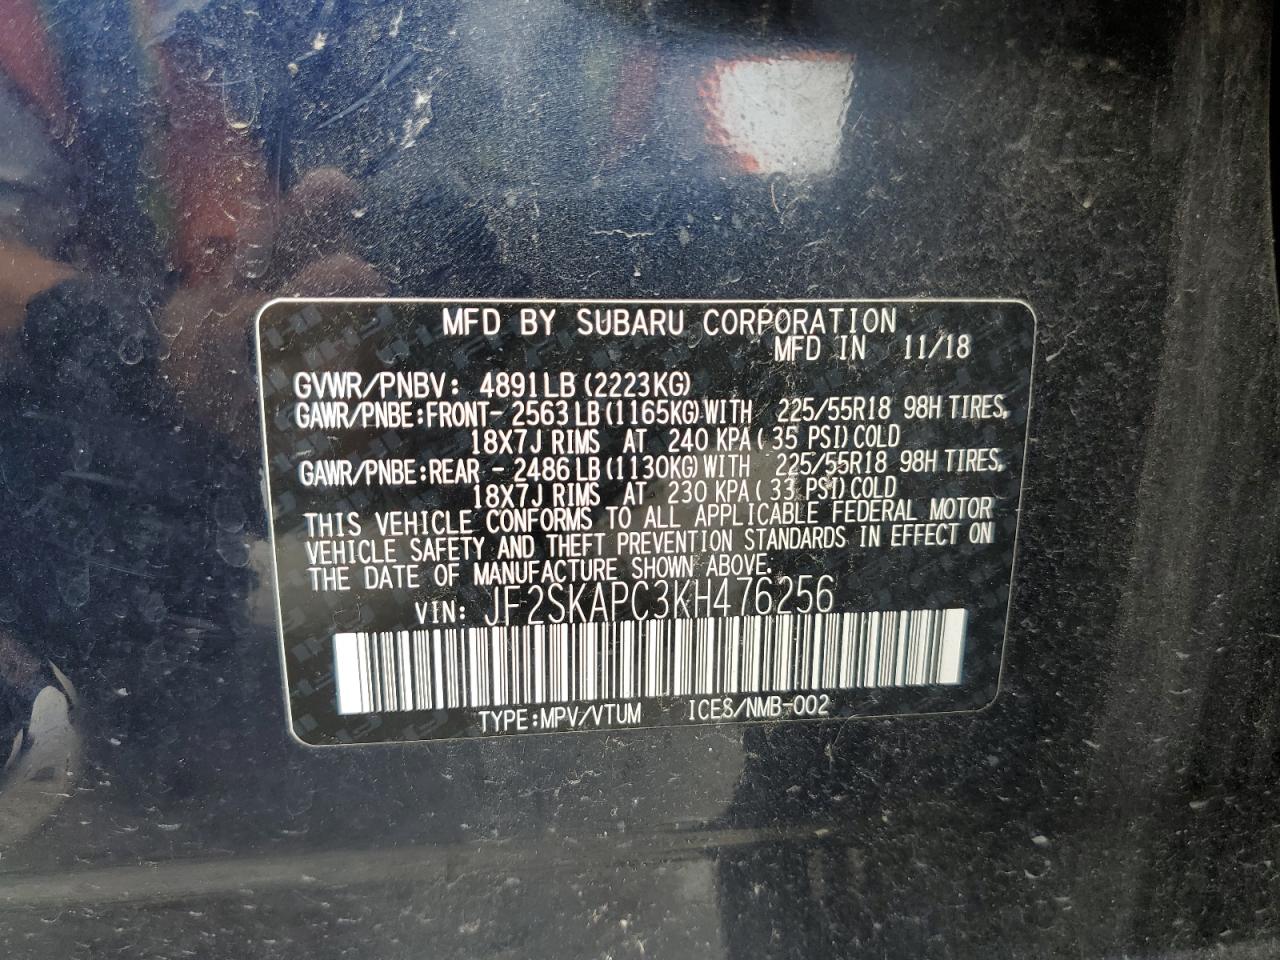 MFD BY SUBARU CORPORATION
MFD IN 11/18
GVWR/PNBV: 4891LB(2223KG)
GAWR/PNBE:FRONT- 2563LB(1165KG)WITH 225/55R18 98H TIRES,
18X7J RIMS AT 240 KPA( 35 PSI)COLD
GAWR/PNBE:REAR - 2486LB(1130KG)WITH 225/55R18 98H TIRES,
18X7J RIMS AT 230 KPA( 33 PSI)COLD
THIS VEHICLE CONFORMS TO ALL APPLICABLE FEDERAL MOTOR
VEHICLE SAFETY AND THEFT PREVENTION STANDARDS IN EFFECT ON
THE DATE OF MANUFACTURE SHOWN ABOVE.
VIN: JF2SKAPC3KH476256
TYPE:MPV/VTUM ICES/NMB-002